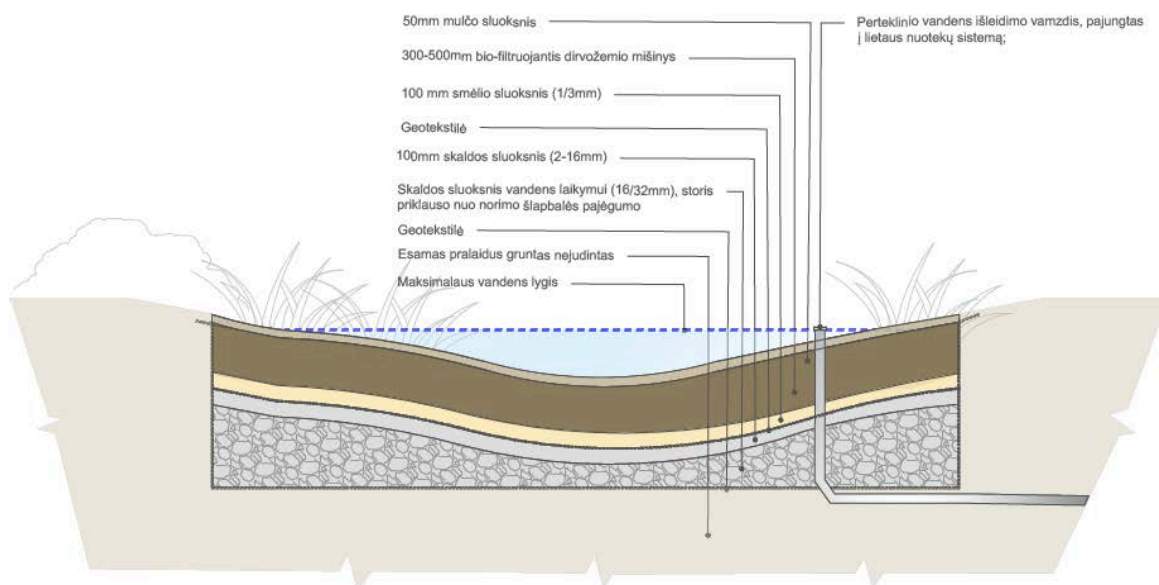 50mm mulčo sluoksnis
300-500mm bio-filtruojantis dirvožemio mišinys
100 mm smėlio sluoksnis (1/3mm)
Geotekstilė
100mm skaldos sluoksnis (2-16mm)
Skaldos sluoksnis vandens laikymui (16/32mm), storis
priklauso nuo norimo šlapbalės pajėgumo
Geotekstilė
Esamas pralaidus gruntas nejudintas
Maksimalaus vandens lygis
Perteklinio vandens išleidimo vamzdis, pajungtas
į lietaus nuotekų sistemą;